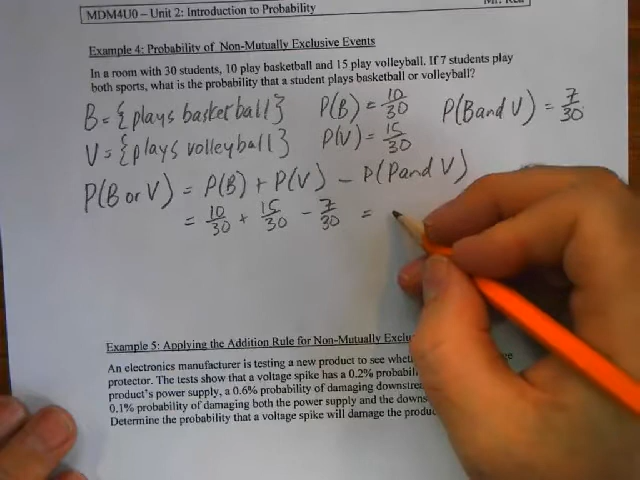 MDM4U0 – Unit 2: Introduction to Probability
Example 4: Probability of Non-Mutually Exclusive Events
In a room with 30 students, 10 play basketball and 15 play volleyball. If 7 students play
both sports, what is the probability that a student plays basketball or volleyball?
B = {plays basketball} P(B) = 10/30 P(B and V) = 7/30
V = {plays volleyball} P(V) = 15/30
P(B or V) = P(B) + P(V) - P(P and V)
= 10/30 + 15/30 - 7/30 =
Example 5: Applying the Addition Rule for Non-Mutually
An electronics manufacturer is testing a new product to see
protector. The tests show that a voltage spike has a 0.2%
product's power supply, a 0.6% probability of damaging
0.1% probability of damaging both the power supply and the
Determine the probability that a voltage spike will damage the